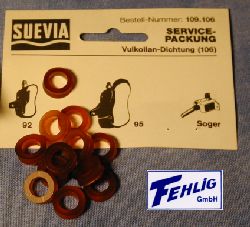 SUEVIA
Bestell-Nummer: 109.106
SERVICE-
PACKUNG
Vulkollan-Dichtung (106)
92
95
Soger
FEHLIG
GmbH